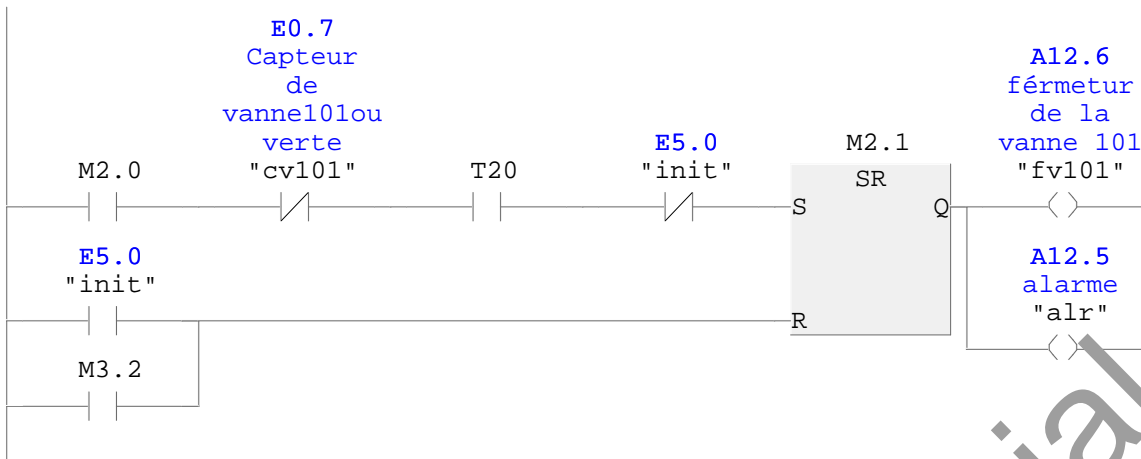 E0.7
Capteur
de
vanne101ou
verte
"cv101"
M2.0
T20
E5.0
"init"
M2.1
SR
S
Q
R
A12.6
férmetur
de la
vanne 101
"fv101"
E5.0
"init"
M3.2
A12.5
alarme
"alr"